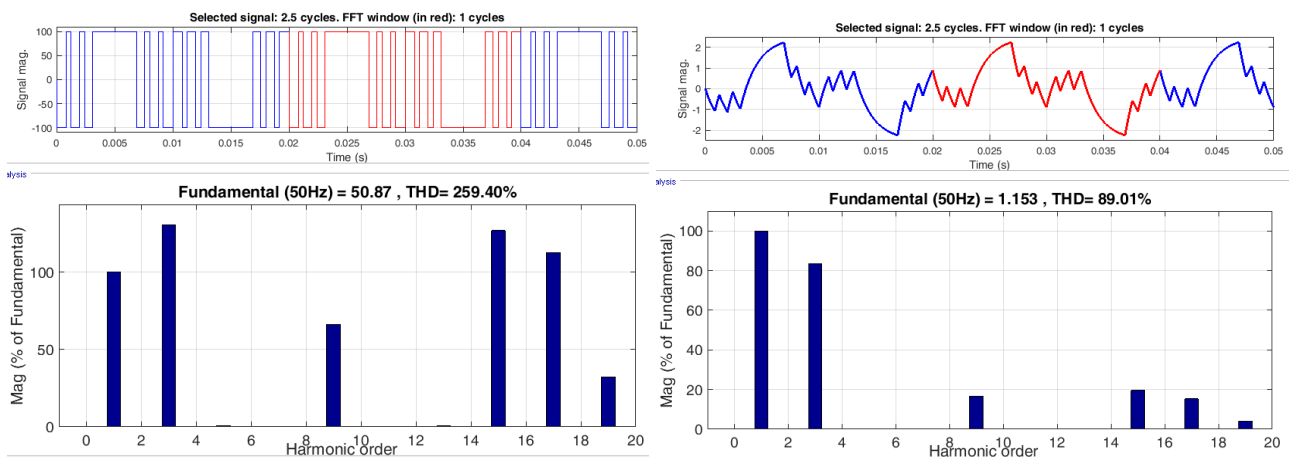 Selected signal: 2.5 cycles. FFT window (in red): 1 cycles
100
50
0
-50
-100
Signal mag.
0 0.005 0.01 0.015 0.02 0.025 0.03 0.035 0.04 0.045 0.05
Time (s)
alysis
Fundamental (50Hz) = 50.87 , THD= 259.40%
100
50
0
Mag (% of Fundamental)
0 2 4 6 8 10 12 14 16 18 20
Harmonic order
Selected signal: 2.5 cycles. FFT window (in red): 1 cycles
2
1
0
-1
-2
Signal mag.
0 0.005 0.01 0.015 0.02 0.025 0.03 0.035 0.04 0.045 0.05
Time (s)
alysis
Fundamental (50Hz) = 1.153 , THD= 89.01%
100
80
60
40
20
0
Mag (% of Fundamental)
0 2 4 6 8 10 12 14 16 18 20
Harmonic order